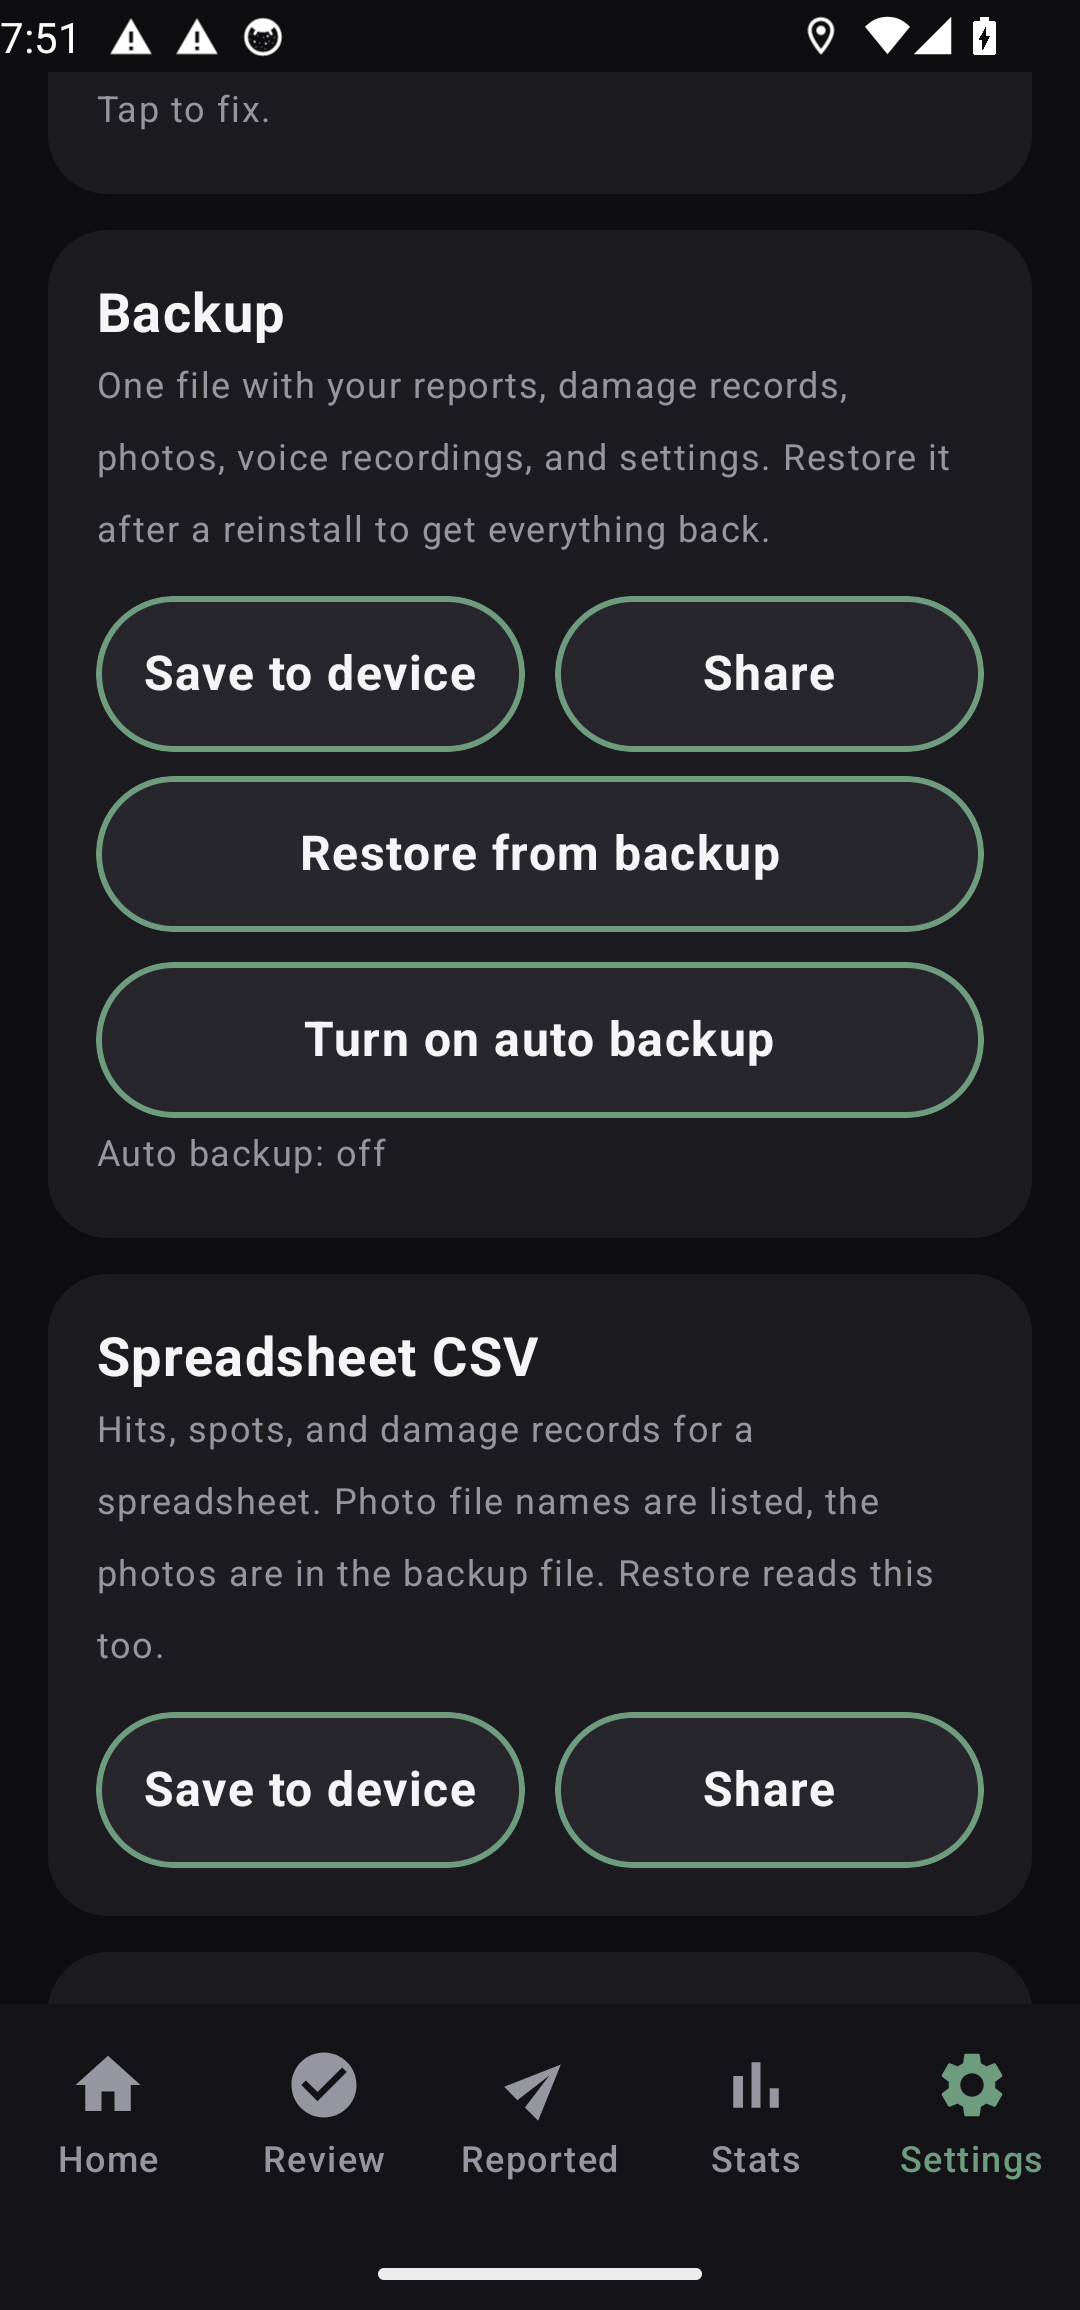 7:51
Tap to fix.
Backup
One file with your reports, damage records,
photos, voice recordings, and settings. Restore it
after a reinstall to get everything back.
Save to device
Share
Restore from backup
Turn on auto backup
Auto backup: off
Spreadsheet CSV
Hits, spots, and damage records for a
spreadsheet. Photo file names are listed, the
photos are in the backup file. Restore reads this
too.
Save to device
Share
Home
Review
Reported
Stats
Settings